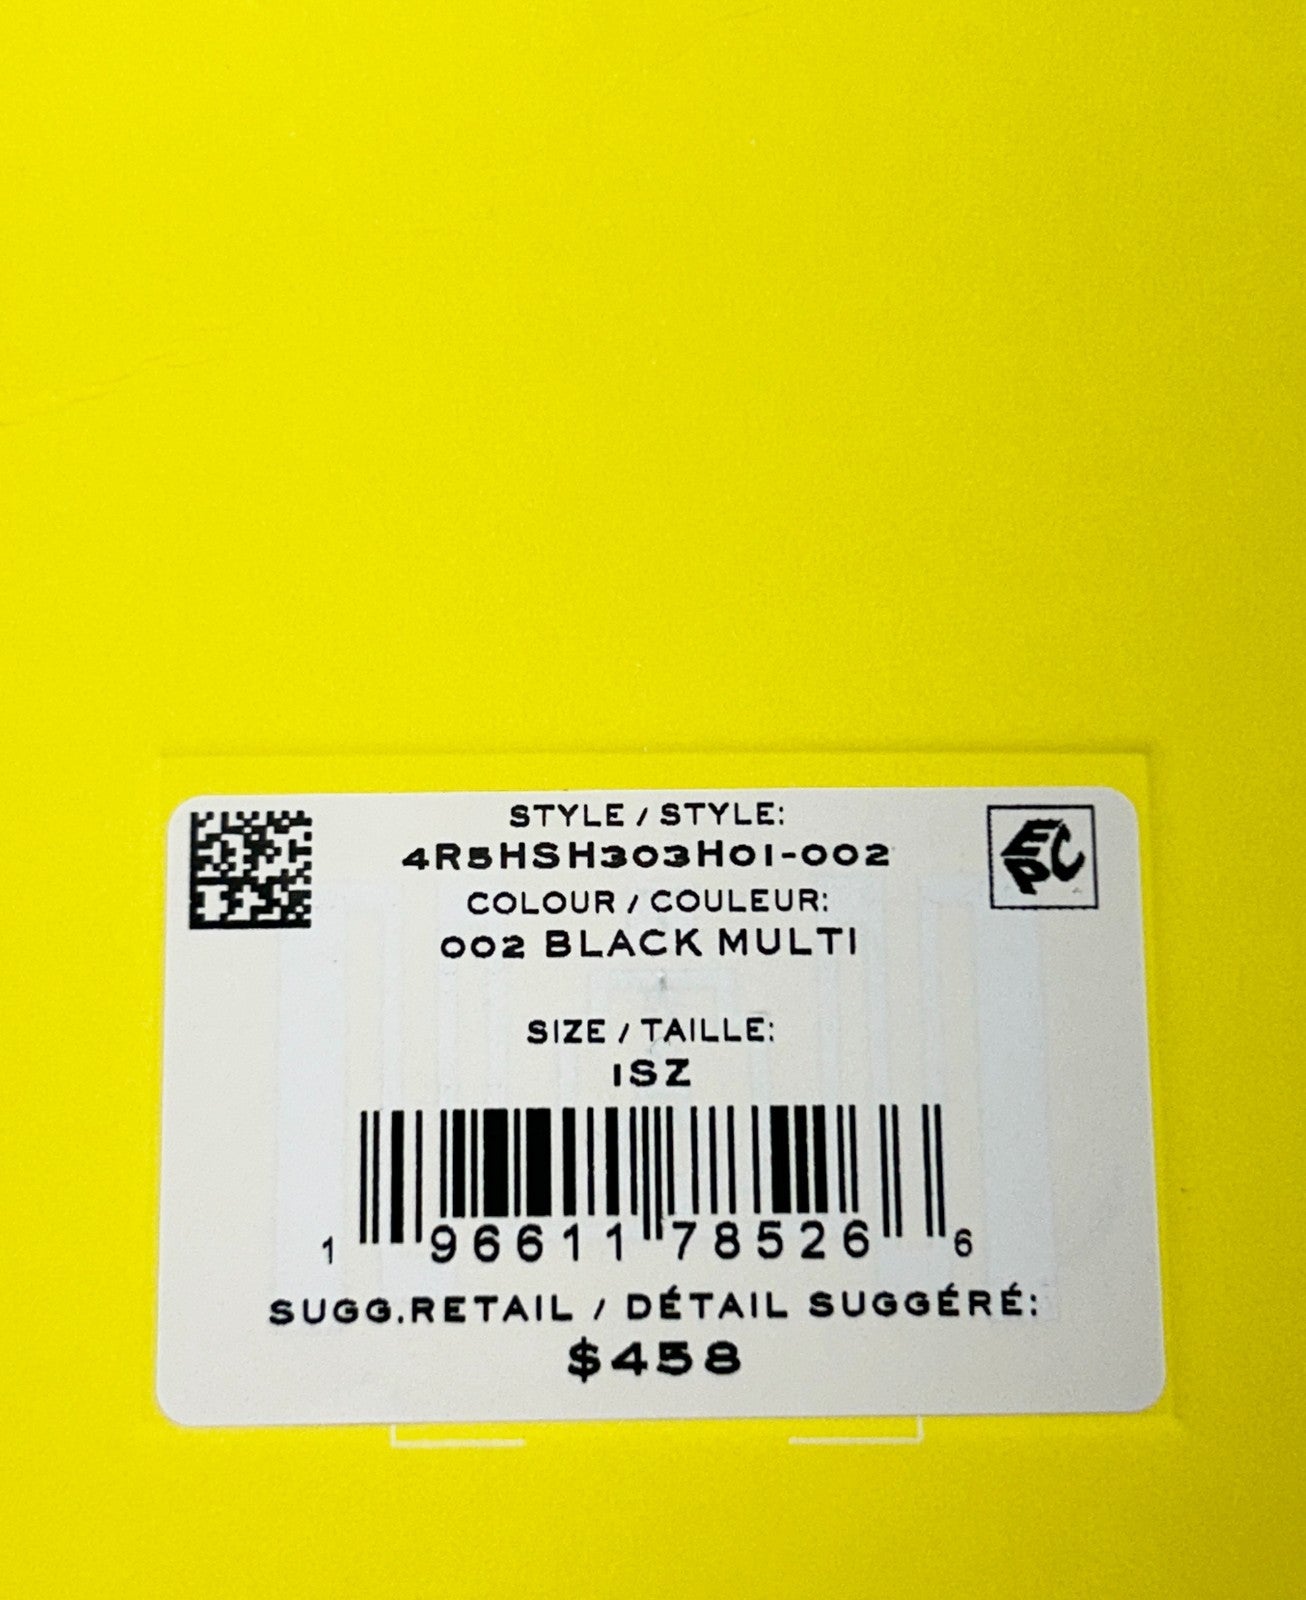 STYLE / STYLE:
4R5HSH303H01-002
COLOUR / COULEUR:
002 BLACK MULTI
SIZE / TAILLE:
1SZ
1 96611 78526 6
SUGG.RETAIL / DÉTAIL SUGGÉRÉ:
$458
EPC